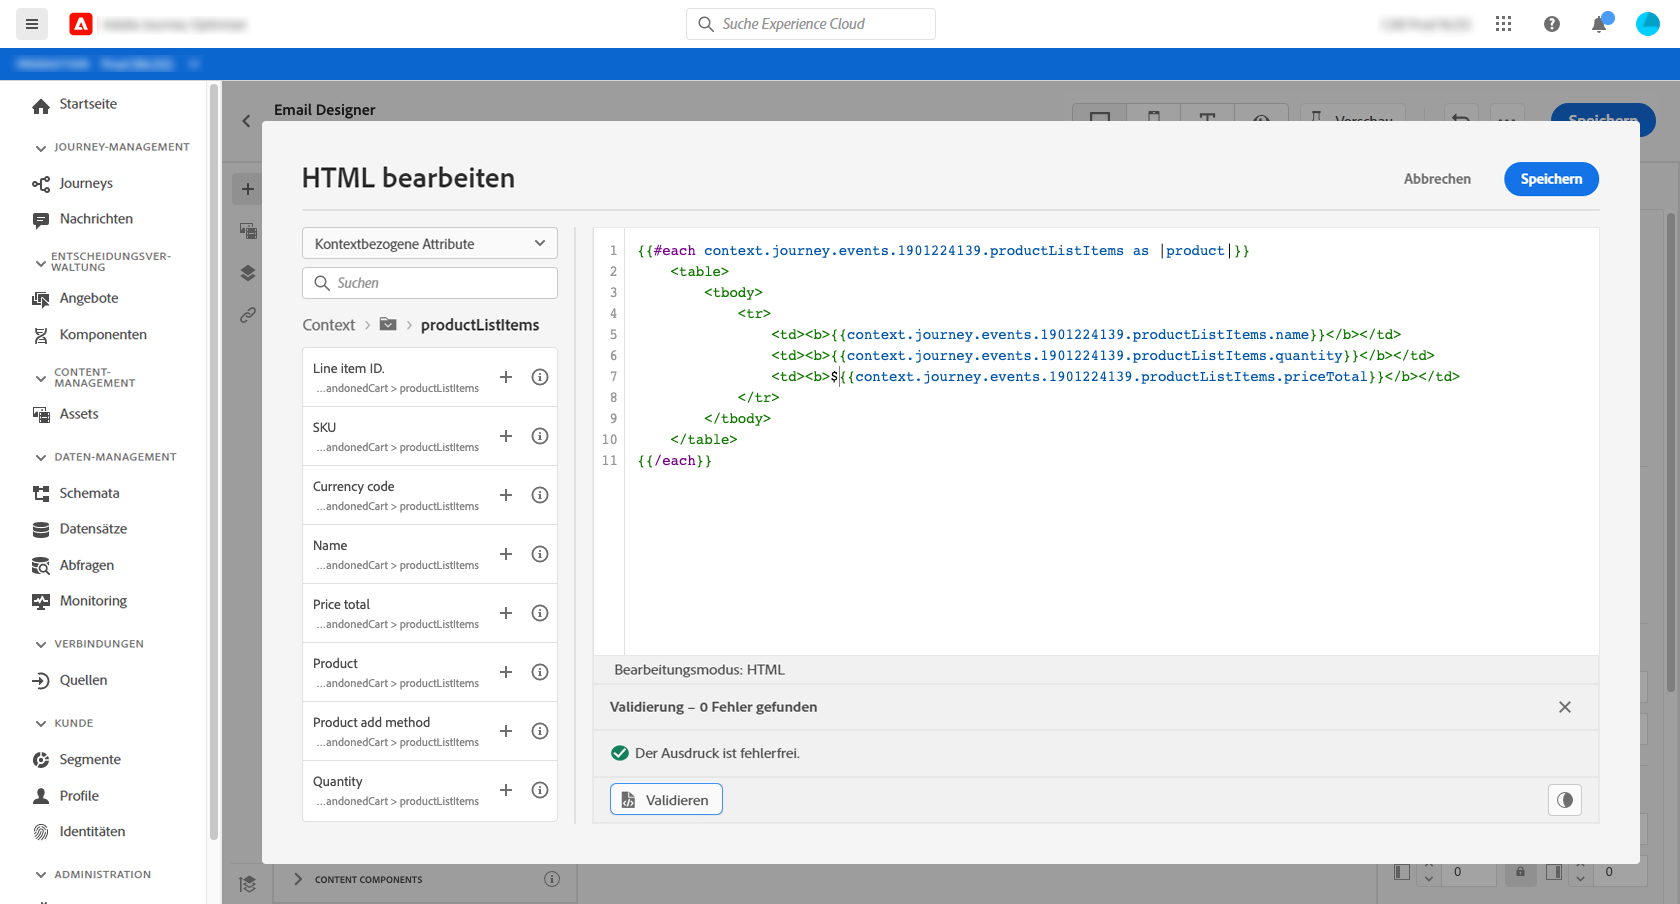 Suche Experience Cloud
Startseite
JOURNEY-MANAGEMENT
Journeys
Nachrichten
ENTSCHEIDUNGSVER-
WALTUNG
Angebote
Komponenten
CONTENT-
MANAGEMENT
Assets
DATEN-MANAGEMENT
Schemata
Datensätze
Abfragen
Monitoring
VERBINDUNGEN
Quellen
KUNDE
Segmente
Profile
Identitäten
ADMINISTRATION
Email Designer
Vorschau
Speichern
HTML bearbeiten
Abbrechen
Speichern
Kontextbezogene Attribute
Suchen
Context > productListItems
Line item ID.
...andonedCart > productListItems
SKU
...andonedCart > productListItems
Currency code
...andonedCart > productListItems
Name
...andonedCart > productListItems
Price total
...andonedCart > productListItems
Product
...andonedCart > productListItems
Product add method
...andonedCart > productListItems
Quantity
...andonedCart > productListItems
1 {{#each context.journey.events.1901224139.productListItems as |product|}}
2 <table>
3 <tbody>
4 <tr>
5 <td><b>{{context.journey.events.1901224139.productListItems.name}}</b></td>
6 <td><b>{{context.journey.events.1901224139.productListItems.quantity}}</b></td>
7 <td><b>${{context.journey.events.1901224139.productListItems.priceTotal}}</b></td>
8 </tr>
9 </tbody>
10 </table>
11 {{/each}}
Bearbeitungsmodus: HTML
Validierung – 0 Fehler gefunden
Der Ausdruck ist fehlerfrei.
Validieren
CONTENT COMPONENTS
0
0